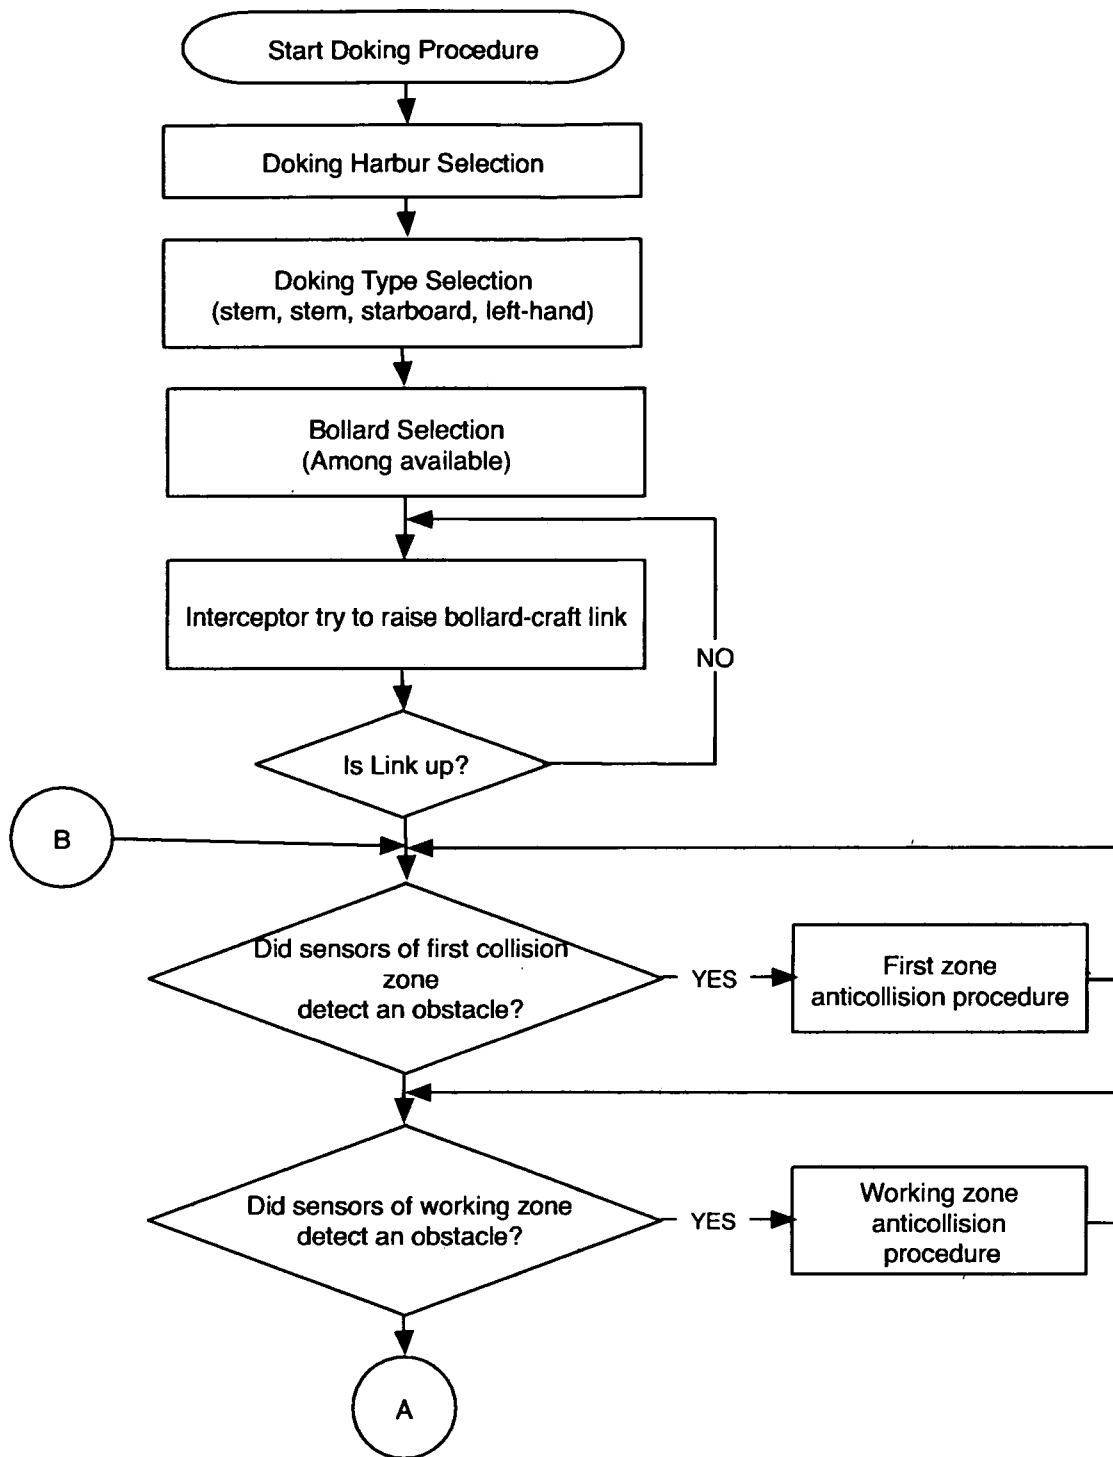 Start Doking Procedure
Doking Harbur Selection
Doking Type Selection
(stem, stem, starboard, left-hand)
Bollard Selection
(Among available)
Interceptor try to raise bollard-craft link
NO
Is Link up?
B
Did sensors of first collision
zone
detect an obstacle?
YES
First zone
anticollision procedure
Did sensors of working zone
detect an obstacle?
YES
Working zone
anticollision
procedure
A